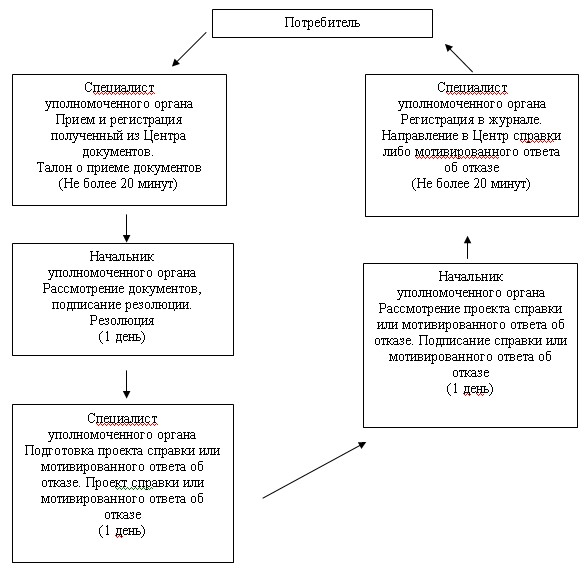 Потребитель
Специалист
уполномоченного органа
Прием и регистрация
полученный из Центра
документов.
Талон о приеме документов
(Не более 20 минут)
Начальник
уполномоченного органа
Рассмотрение документов,
подписание резолюции.
Резолюция
(1 день)
Специалист
уполномоченного органа
Подготовка проекта справки или
мотивированного ответа об
отказе. Проект справки или
мотивированного ответа об
отказе
(1 день)
Начальник
уполномоченного органа
Рассмотрение проекта справки
или мотивированного ответа об
отказе. Подписание справки или
мотивированного ответа об
отказе
(1 день)
Специалист
уполномоченного органа
Регистрация в журнале.
Направление в Центр справки
либо мотивированного ответа
об отказе
(Не более 20 минут)